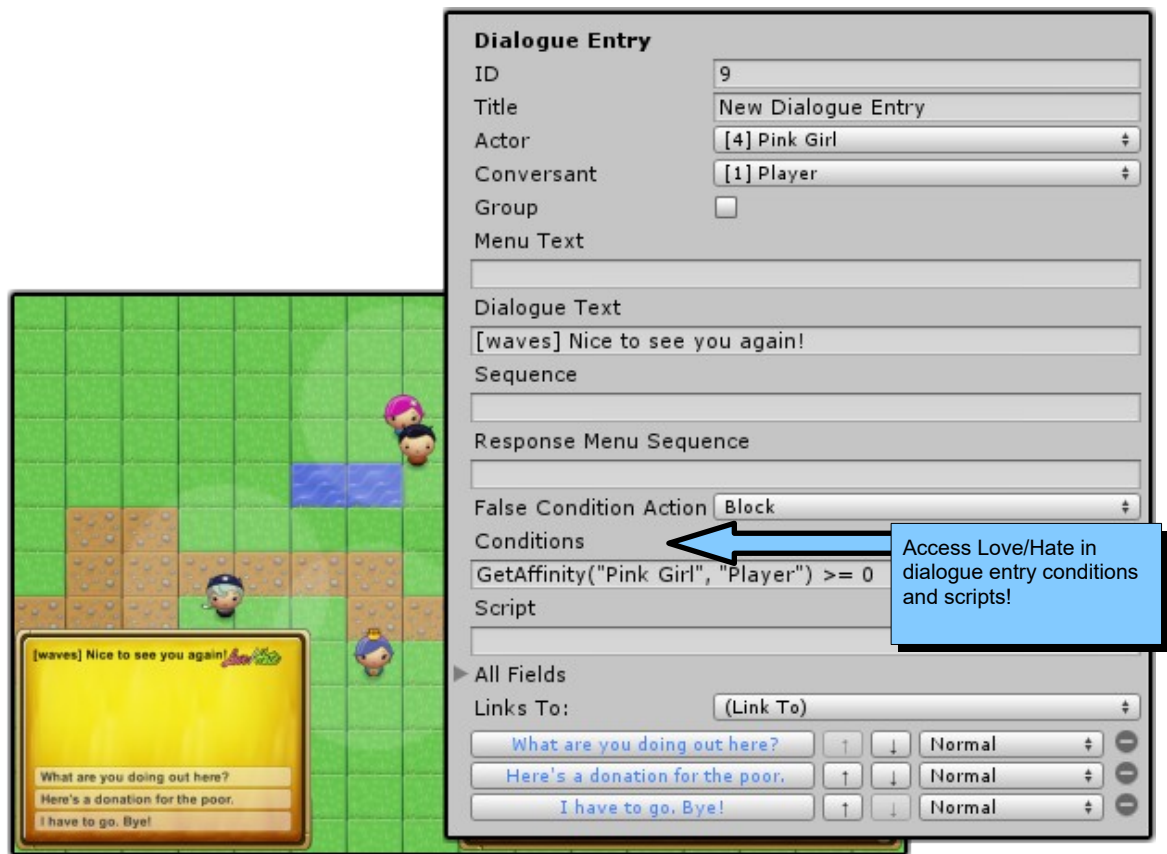 Dialogue Entry
ID 9
Title New Dialogue Entry
Actor [4] Pink Girl
Conversant [1] Player
Group
Menu Text
Dialogue Text
[waves] Nice to see you again!
Sequence
Response Menu Sequence
False Condition Action Block
Conditions
GetAffinity("Pink Girl", "Player") >= 0
Script
All Fields
Links To: (Link To)
What are you doing out here? ↑ ↓ Normal
Here's a donation for the poor. ↑ ↓ Normal
I have to go. Bye! ↑ ↓ Normal
Access Love/Hate in
dialogue entry conditions
and scripts!
[waves] Nice to see you again!
What are you doing out here?
Here's a donation for the poor.
I have to go. Bye!